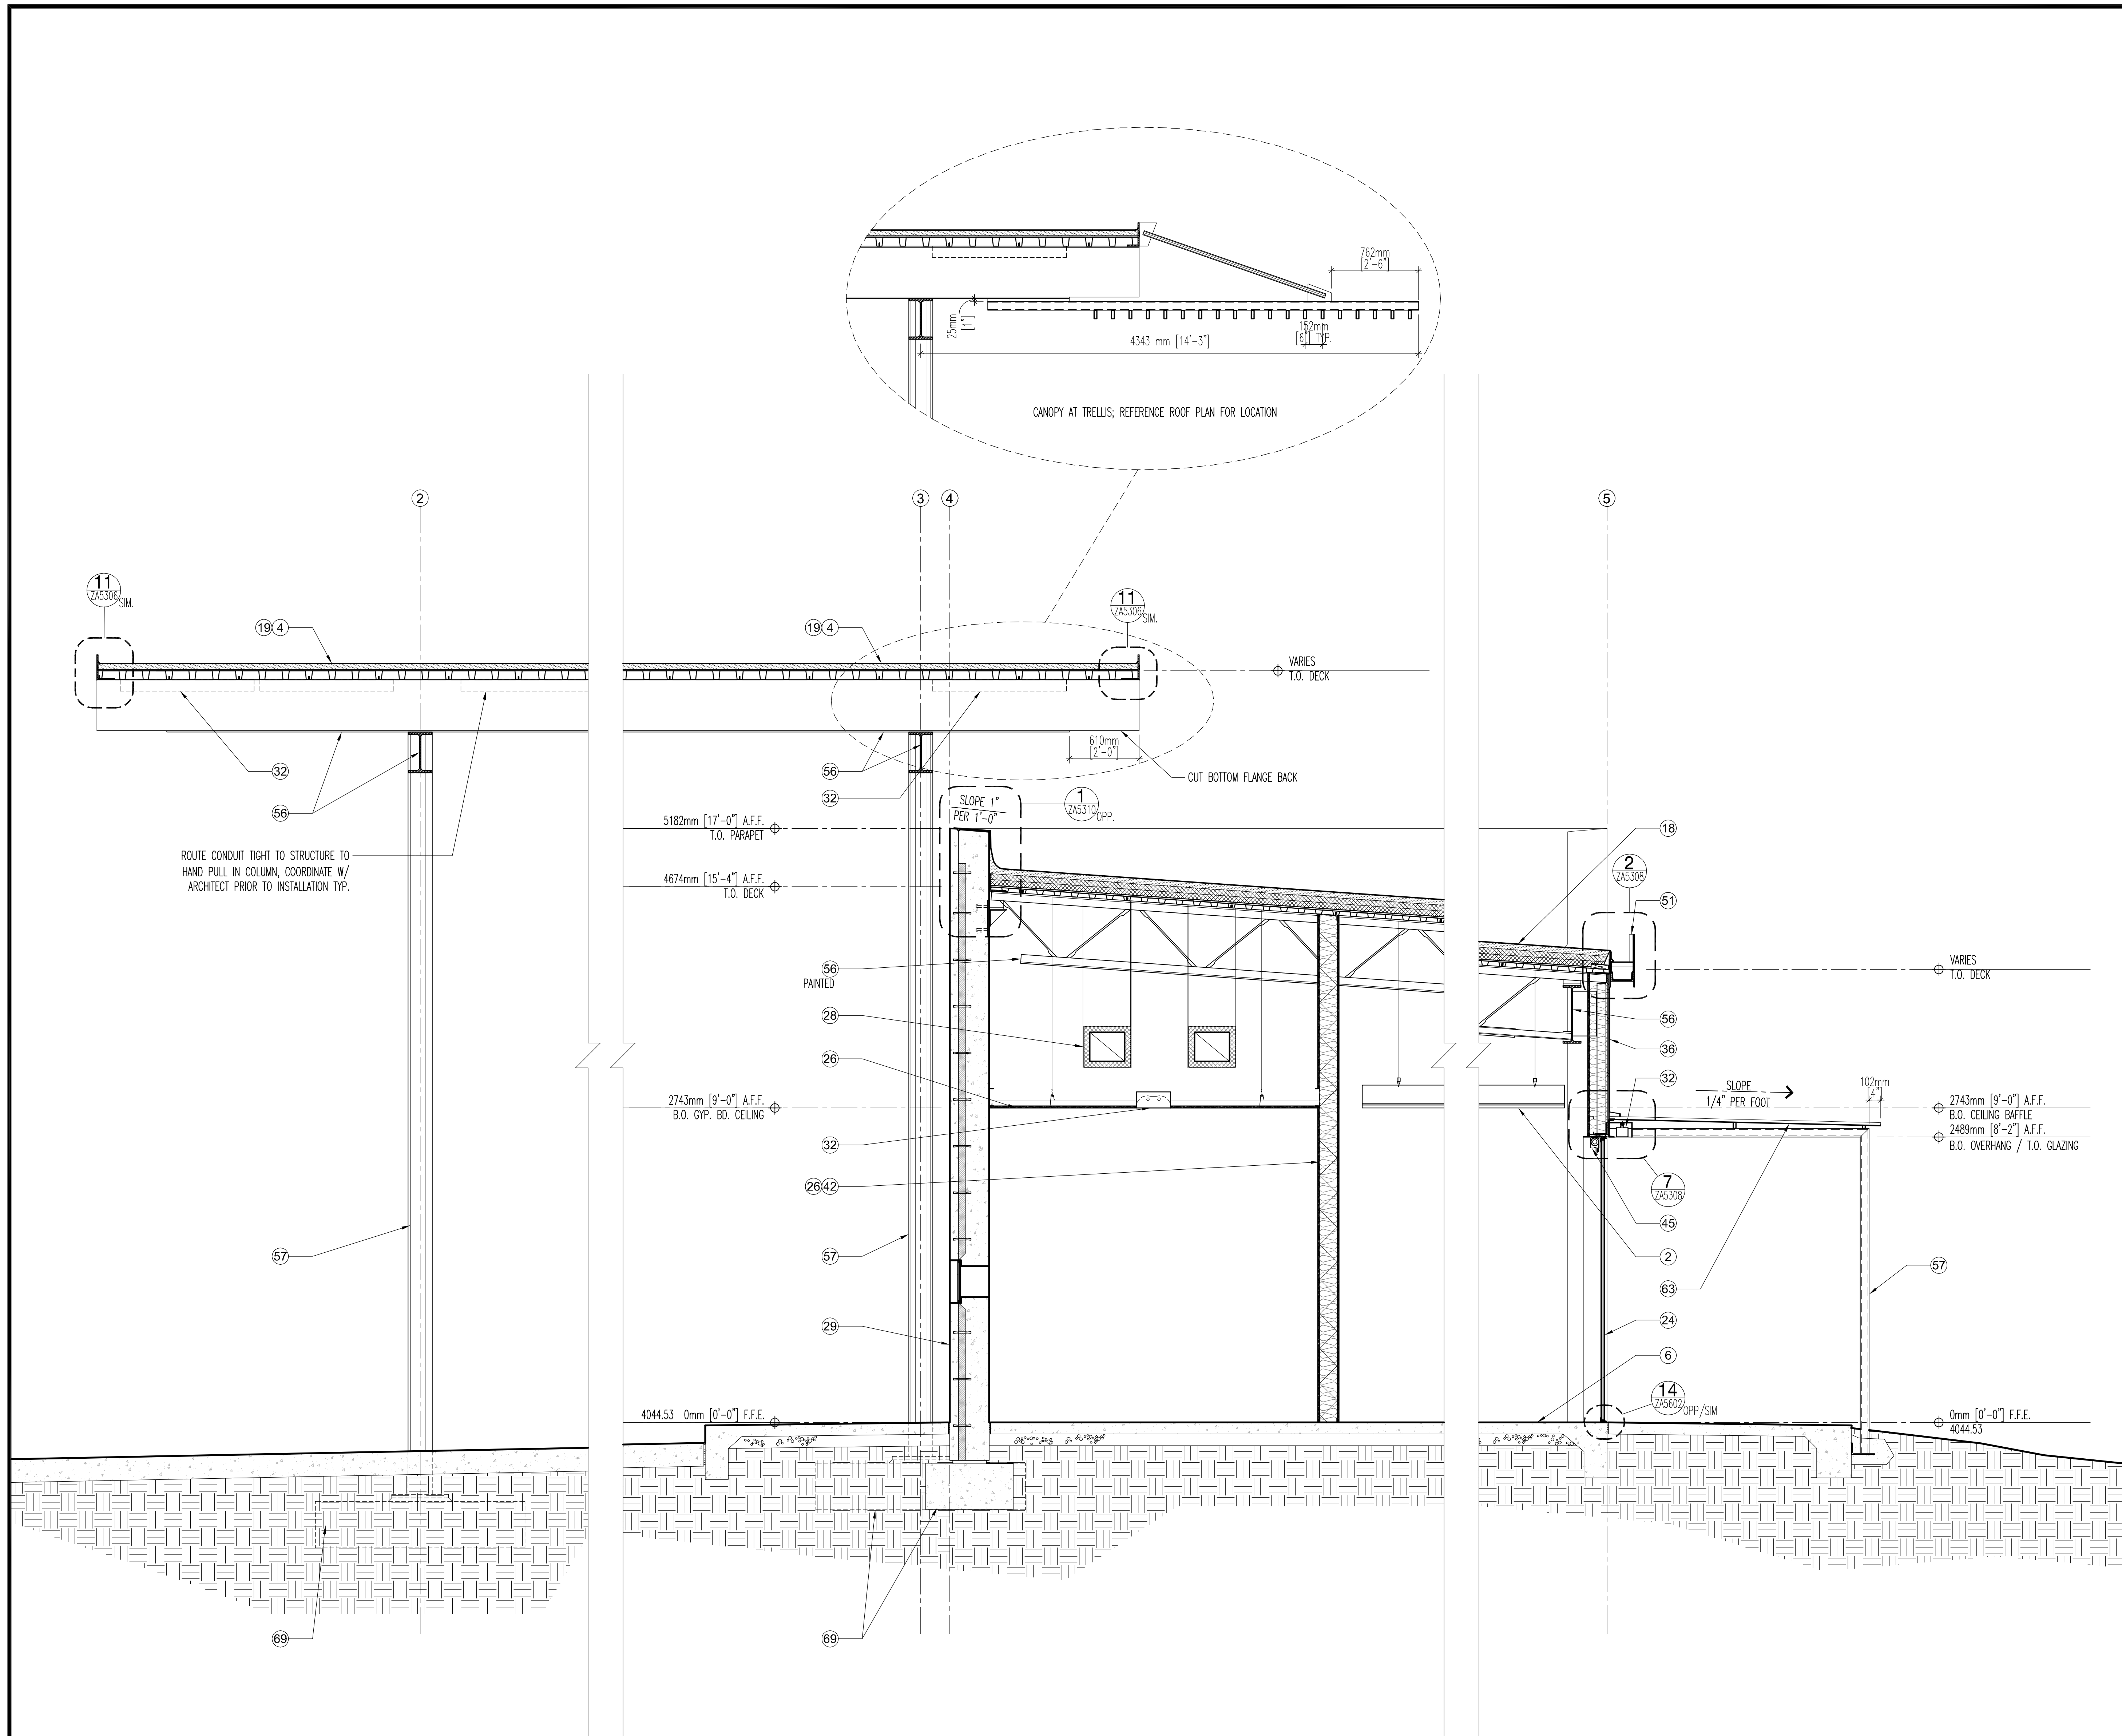 762mm
[2'-6"]
25mm
[1"]
152mm
[6"] TYP.
4343 mm [14'-3"]
CANOPY AT TRELLIS; REFERENCE ROOF PLAN FOR LOCATION
2
3
4
5
11
ZA5306
SIM.
11
ZA5306
SIM.
19 4
19 4
VARIES
T.O. DECK
32
56
56
32
610mm
[2'-0"]
CUT BOTTOM FLANGE BACK
ROUTE CONDUIT TIGHT TO STRUCTURE TO
HAND PULL IN COLUMN, COORDINATE W/
ARCHITECT PRIOR TO INSTALLATION TYP.
SLOPE 1"
PER 1'-0"
1
ZA5310
OPP.
5182mm [17'-0"] A.F.F.
T.O. PARAPET
4674mm [15'-4"] A.F.F.
T.O. DECK
18
2
ZA5308
51
56
PAINTED
VARIES
T.O. DECK
28
56
26
36
32
SLOPE
1/4" PER FOOT
102mm
[4"]
2743mm [9'-0"] A.F.F.
B.O. GYP. BD. CEILING
2743mm [9'-0"] A.F.F.
B.O. CEILING BAFFLE
2489mm [8'-2"] A.F.F.
B.O. OVERHANG / T.O. GLAZING
32
26 42
7
ZA5308
45
57
57
2
57
63
29
24
6
14
ZA5602
OPP/SIM
4044.53 0mm [0'-0"] F.F.E.
0mm [0'-0"] F.F.E.
4044.53
69
69